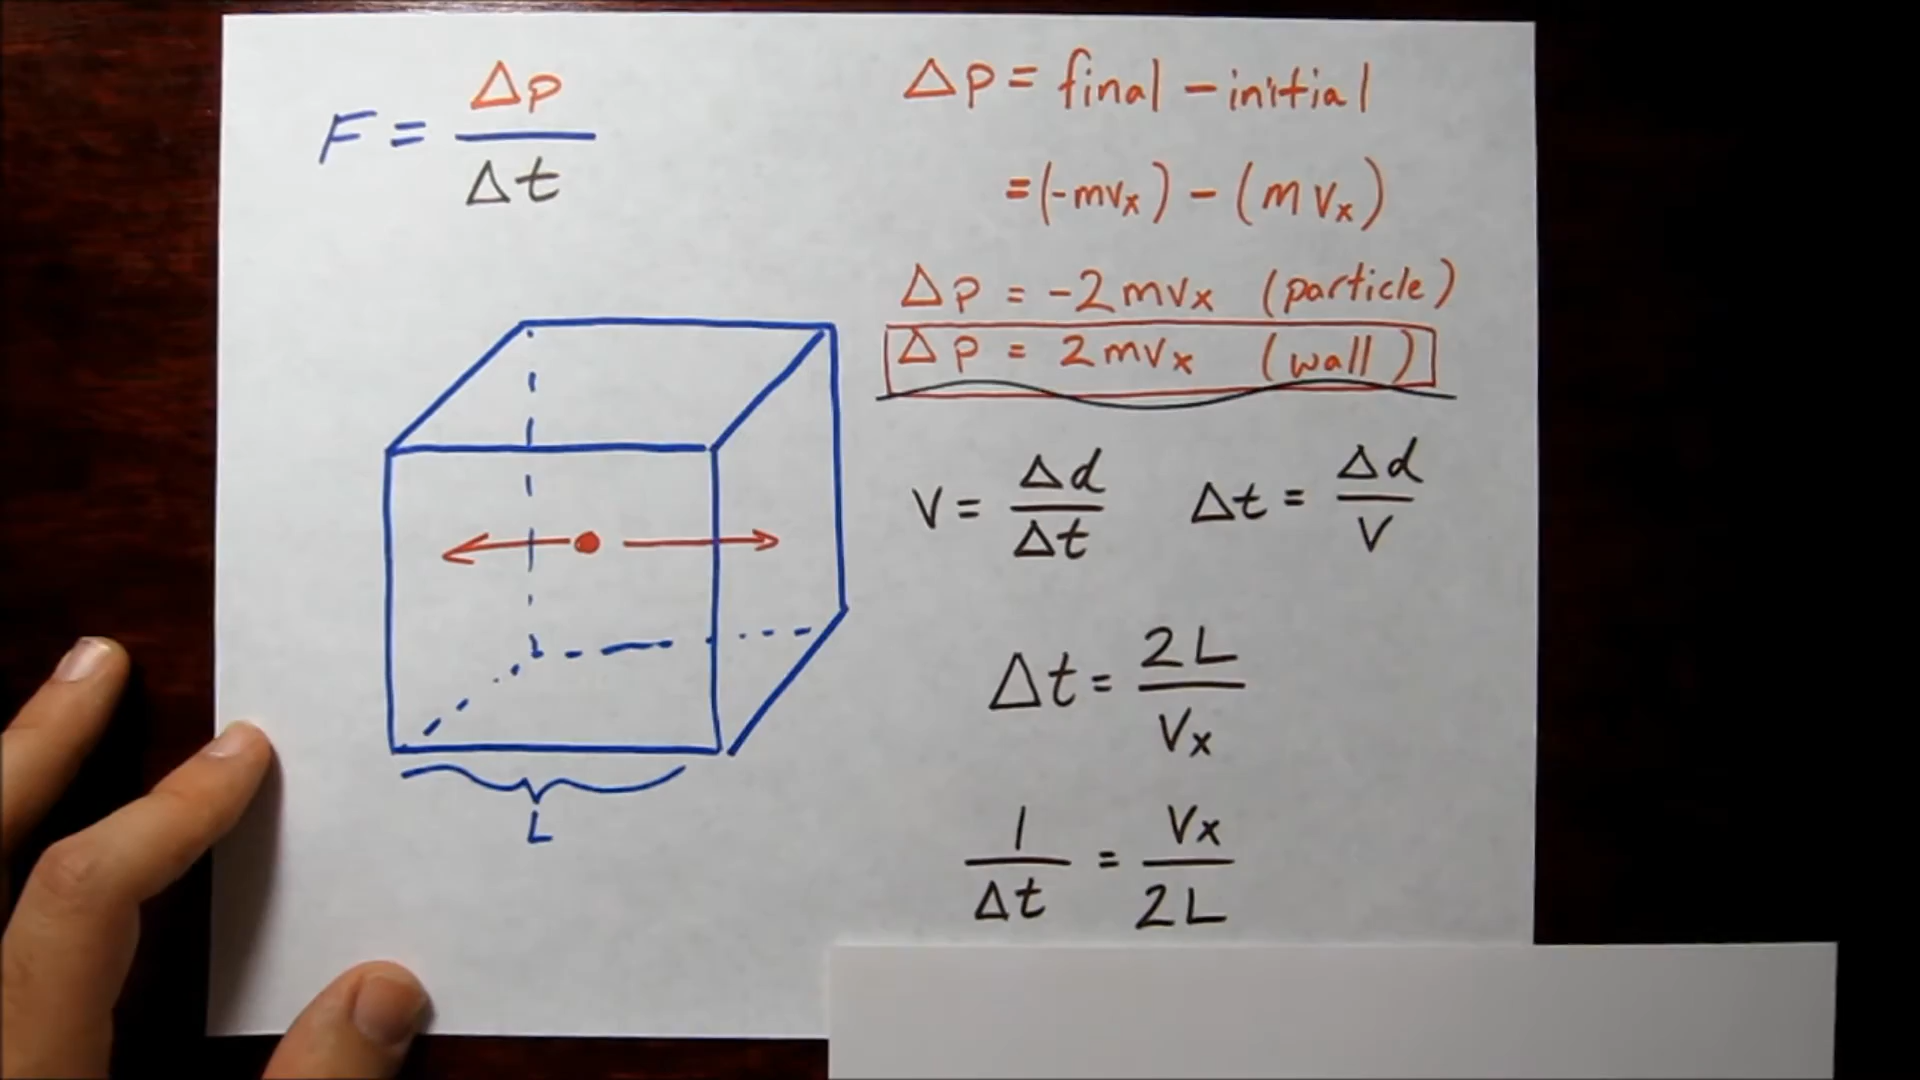 F = Δp / Δt
L
Δp = final - initial
= (-mvₓ) - (mvₓ)
Δp = -2mvₓ (particle)
Δp = 2mvₓ (wall)
V = Δd / Δt   Δt = Δd / V
Δt = 2L / Vₓ
1 / Δt = Vₓ / 2L